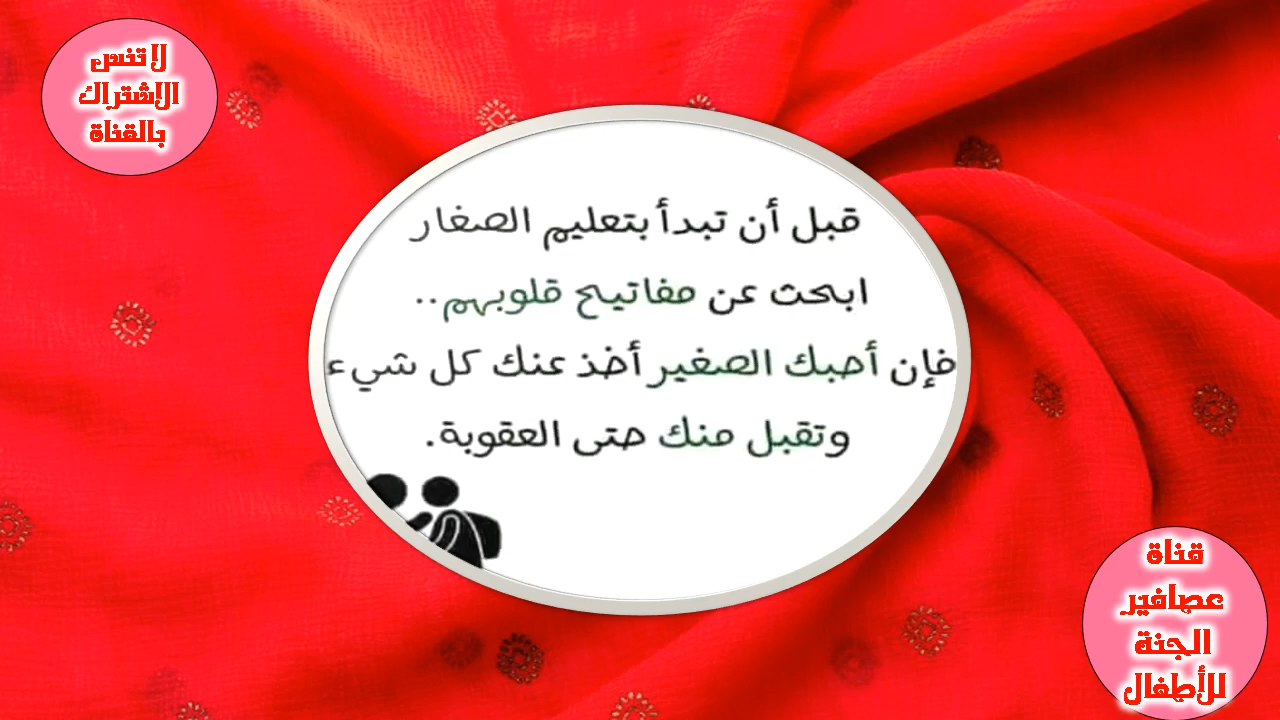 لا تنس
الاشتراك
بالقناة
قبل أن تبدأ بتعليم الصغار
ابحث عن مفاتيح قلوبهم..
فإن أحبك الصغير أخذ عنك كل شيء
وتقبل منك حتى العقوبة.
قناة
عصافير
الجنة
للأطفال